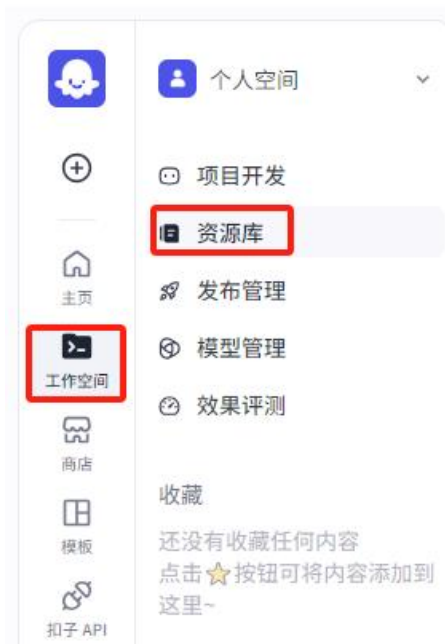 个人空间
项目开发
资源库
发布管理
模型管理
效果评测
收藏
还没有收藏任何内容
点击⭐按钮可将内容添加到
这里~
主页
工作空间
商店
模板
扣子 API